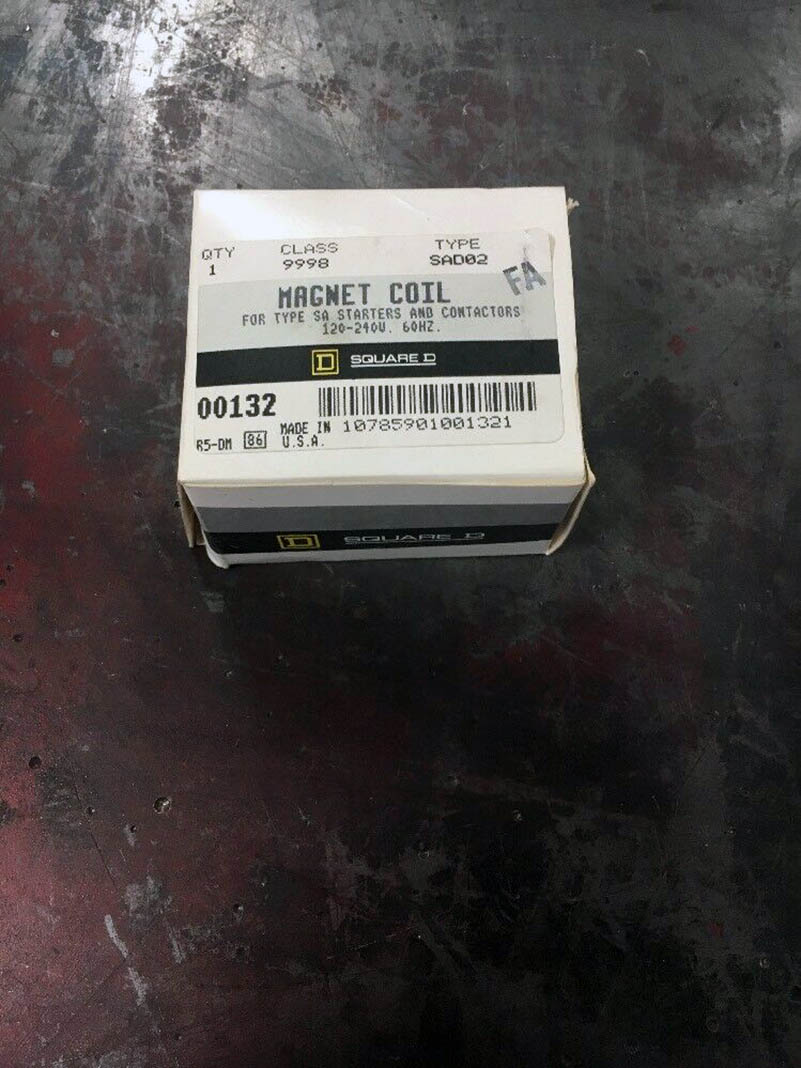 QTY CLASS TYPE
1 9998 SAD02
FA
MAGNET COIL
FOR TYPE SA STARTERS AND CONTACTORS
120-240V. 60HZ.
D SQUARE D
00132
MADE IN 10785901001321
R5-DM 86 U.S.A.
D SQUARE D